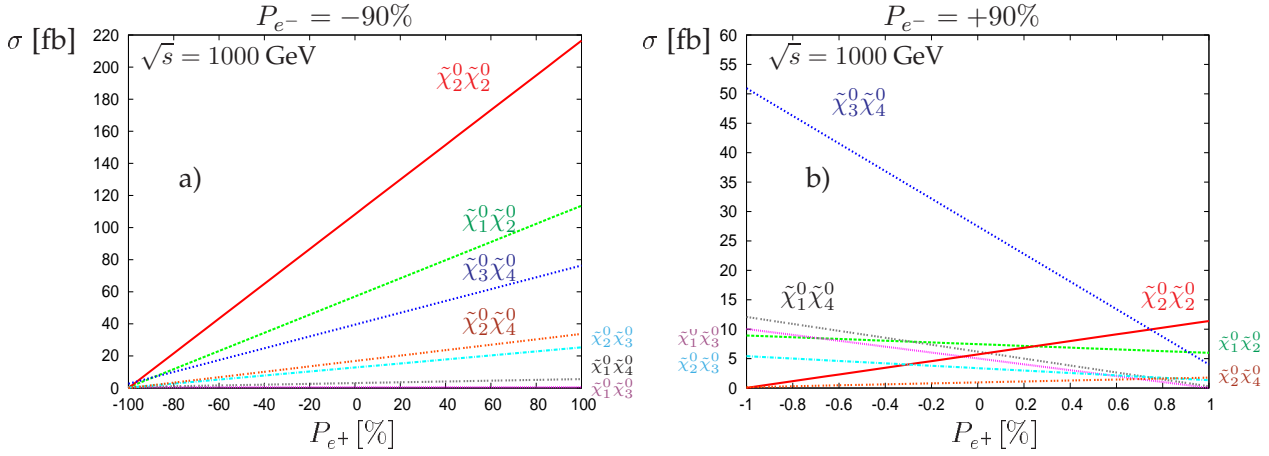 P_{e^-} = −90%
σ [fb]
√s = 1000 GeV
220
200
180
160
140
120
100
80
60
40
20
0
a)
χ̃⁰₂χ̃⁰₂
χ̃⁰₁χ̃⁰₂
χ̃⁰₃χ̃⁰₄
χ̃⁰₂χ̃⁰₄
χ̃⁰₂χ̃⁰₃
χ̃⁰₁χ̃⁰₄
χ̃⁰₁χ̃⁰₃
-100 -80 -60 -40 -20 0 20 40 60 80 100
P_{e^+} [%]
P_{e^-} = +90%
σ [fb]
√s = 1000 GeV
60
55
50
45
40
35
30
25
20
15
10
5
0
χ̃⁰₃χ̃⁰₄
b)
χ̃⁰₁χ̃⁰₄
χ̃⁰₂χ̃⁰₂
χ̃⁰₁χ̃⁰₃
χ̃⁰₂χ̃⁰₃
χ̃⁰₁χ̃⁰₂
χ̃⁰₂χ̃⁰₄
-1 -0.8 -0.6 -0.4 -0.2 0 0.2 0.4 0.6 0.8 1
P_{e^+} [%]